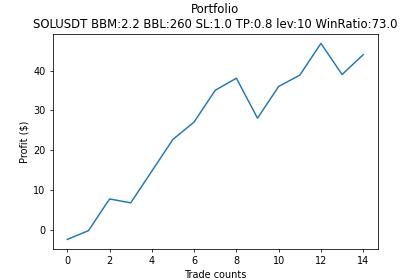 Portfolio
SOLUSDT BBM:2.2 BBL:260 SL:1.0 TP:0.8 lev:10 WinRatio:73.0
40
30
20
10
0
Profit ($)
0 2 4 6 8 10 12 14
Trade counts